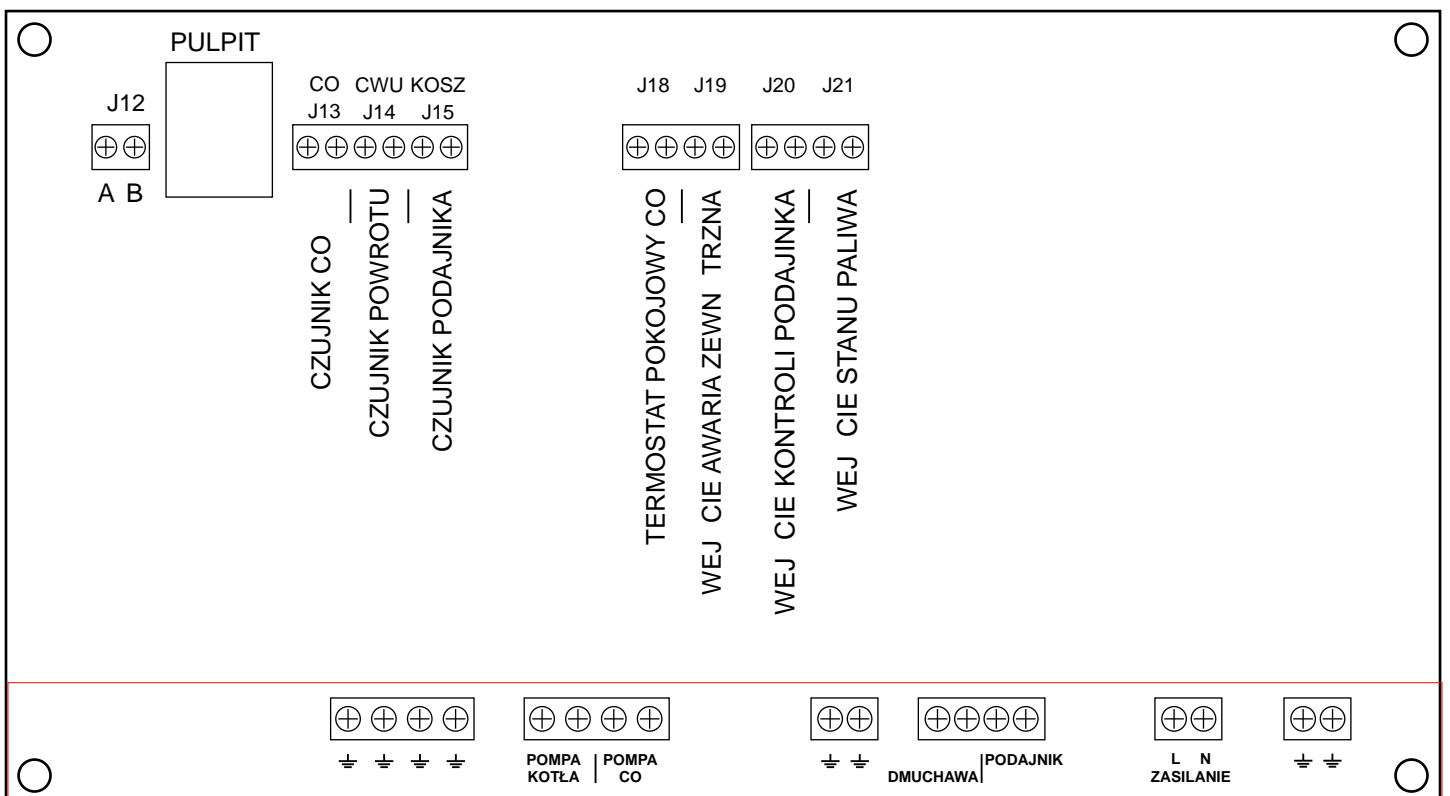 PULPIT
J12
A B
CO CWU KOSZ
J13 J14 J15
CZUJNIK CO
CZUJNIK POWROTU
CZUJNIK PODAJNIKA
J18 J19 J20 J21
TERMOSTAT POKOJOWY CO
WEJ CIE AWARIA ZEWN TRZNA
WEJ CIE KONTROLI PODAJINKA
WEJ CIE STANU PALIWA
POMPA KOTŁA
POMPA CO
DMUCHAWA
PODAJNIK
L N
ZASILANIE